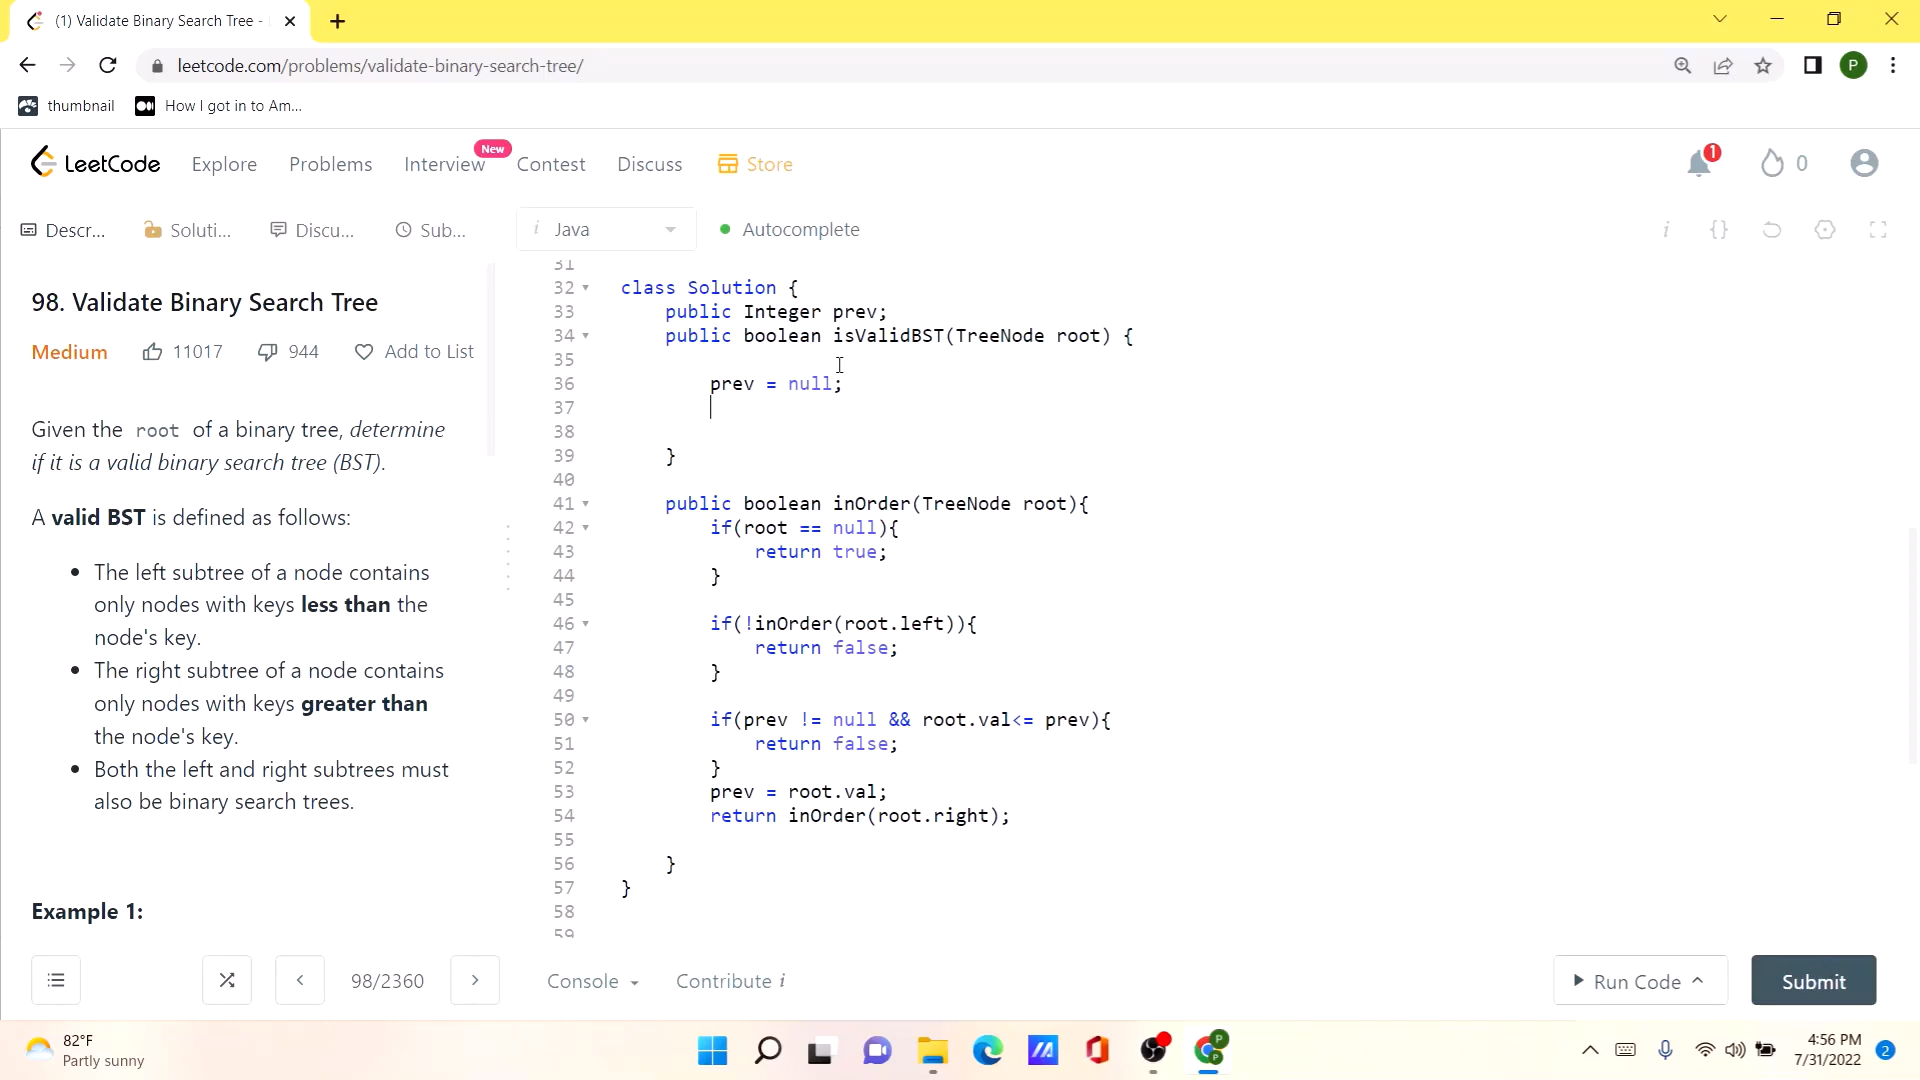 (1) Validate Binary Search Tree -
leetcode.com/problems/validate-binary-search-tree/
P
thumbnail
How I got in to Am...
LeetCode
Explore
Problems
Interview
New
Contest
Discuss
Store
1
0
Descr...
Soluti...
Discu...
Sub...
i Java
Autocomplete
i {}
98. Validate Binary Search Tree
Medium
11017
944
Add to List
Given the root of a binary tree, determine
if it is a valid binary search tree (BST).
A valid BST is defined as follows:
• The left subtree of a node contains
only nodes with keys less than the
node's key.
• The right subtree of a node contains
only nodes with keys greater than
the node's key.
• Both the left and right subtrees must
also be binary search trees.
Example 1:
31
32 class Solution {
33 public Integer prev;
34 public boolean isValidBST(TreeNode root) {
35
36 prev = null;
37
38
39 }
40
41 public boolean inOrder(TreeNode root){
42 if(root == null){
43 return true;
44 }
45
46 if(!inOrder(root.left)){
47 return false;
48 }
49
50 if(prev != null && root.val<= prev){
51 return false;
52 }
53 prev = root.val;
54 return inOrder(root.right);
55
56 }
57 }
58
59
98/2360
Console
Contribute i
Run Code
Submit
82°F
Partly sunny
P
P
4:56 PM
7/31/2022
2